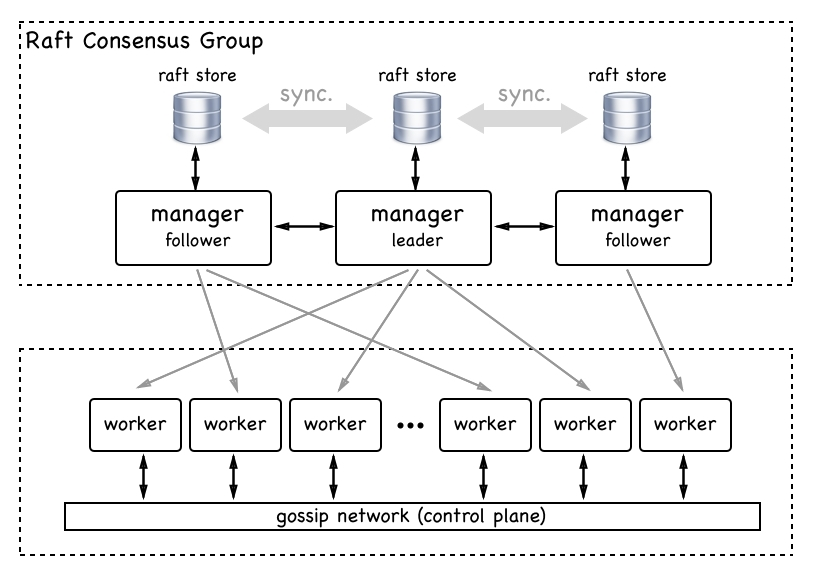 Raft Consensus Group
raft store
raft store
raft store
sync.
sync.
manager
follower
manager
leader
manager
follower
worker
worker
worker
•••
worker
worker
worker
gossip network (control plane)